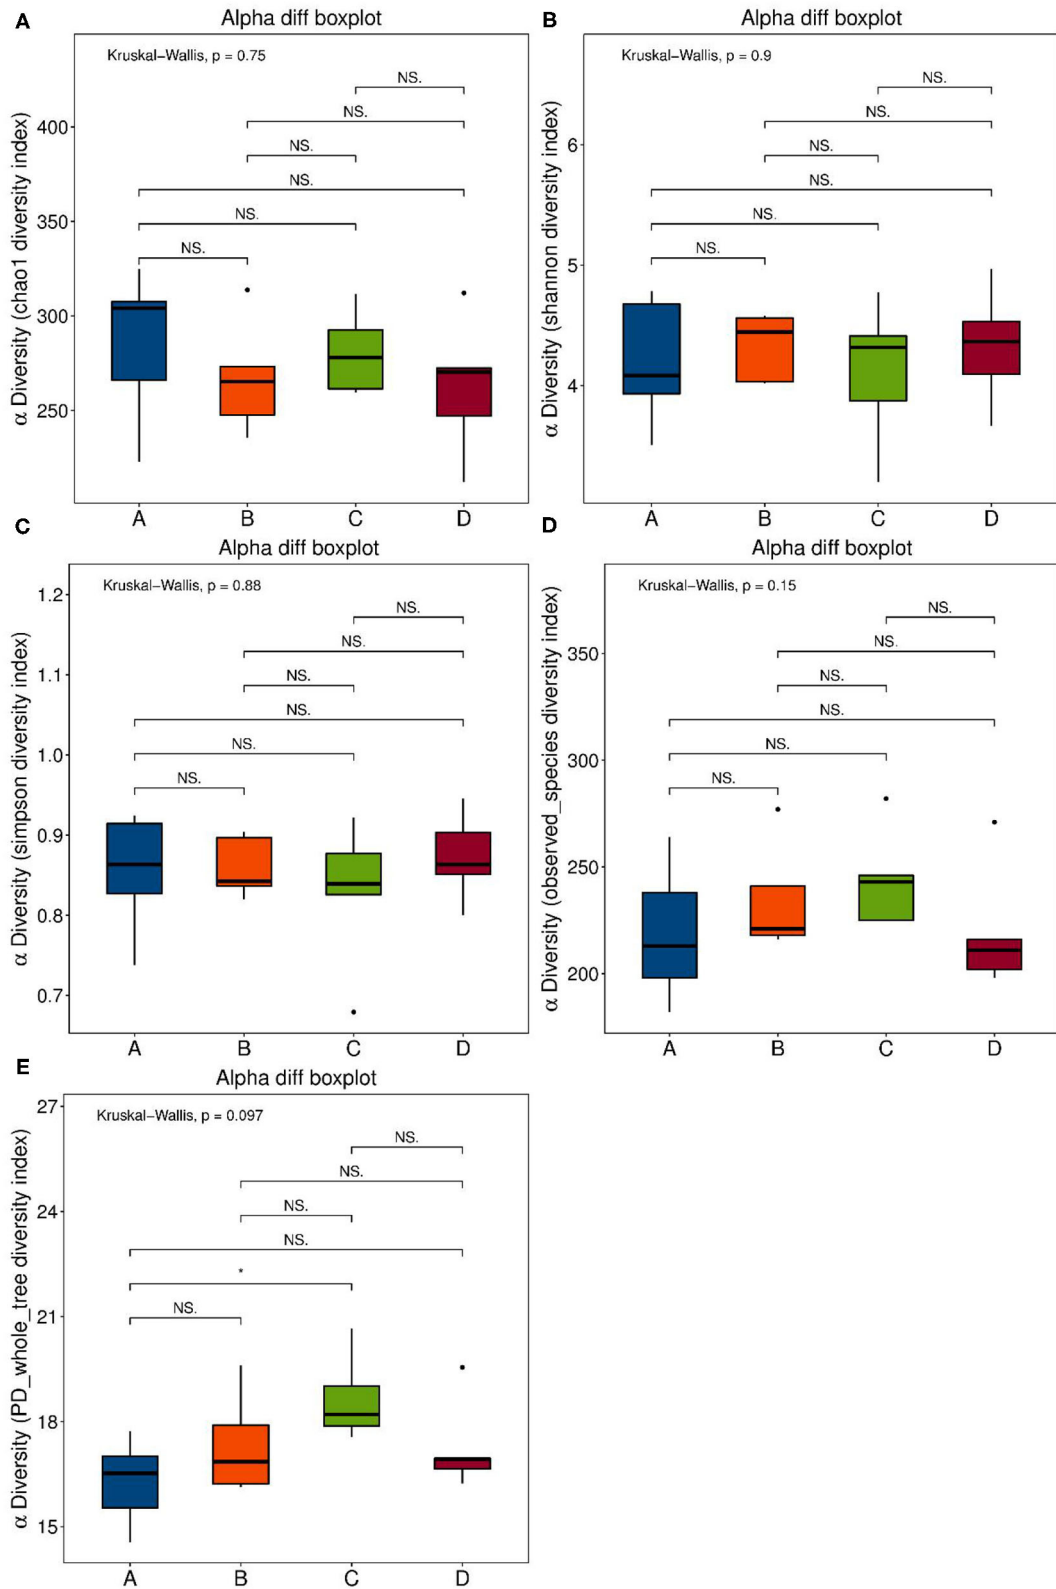 A
Alpha diff boxplot
Kruskal−Wallis, p = 0.75
NS.
NS.
NS.
NS.
NS.
NS.
400
350
300
250
α Diversity (chao1 diversity index)
A B C D
B
Alpha diff boxplot
Kruskal−Wallis, p = 0.9
NS.
NS.
NS.
NS.
NS.
NS.
6
5
4
α Diversity (shannon diversity index)
A B C D
C
Alpha diff boxplot
Kruskal−Wallis, p = 0.88
NS.
NS.
NS.
NS.
NS.
NS.
1.2
1.1
1.0
0.9
0.8
0.7
α Diversity (simpson diversity index)
A B C D
D
Alpha diff boxplot
Kruskal−Wallis, p = 0.15
NS.
NS.
NS.
NS.
NS.
NS.
350
300
250
200
α Diversity (observed_species diversity index)
A B C D
E
Alpha diff boxplot
Kruskal−Wallis, p = 0.097
NS.
NS.
NS.
NS.
*
NS.
27
24
21
18
15
α Diversity (PD_whole_tree diversity index)
A B C D